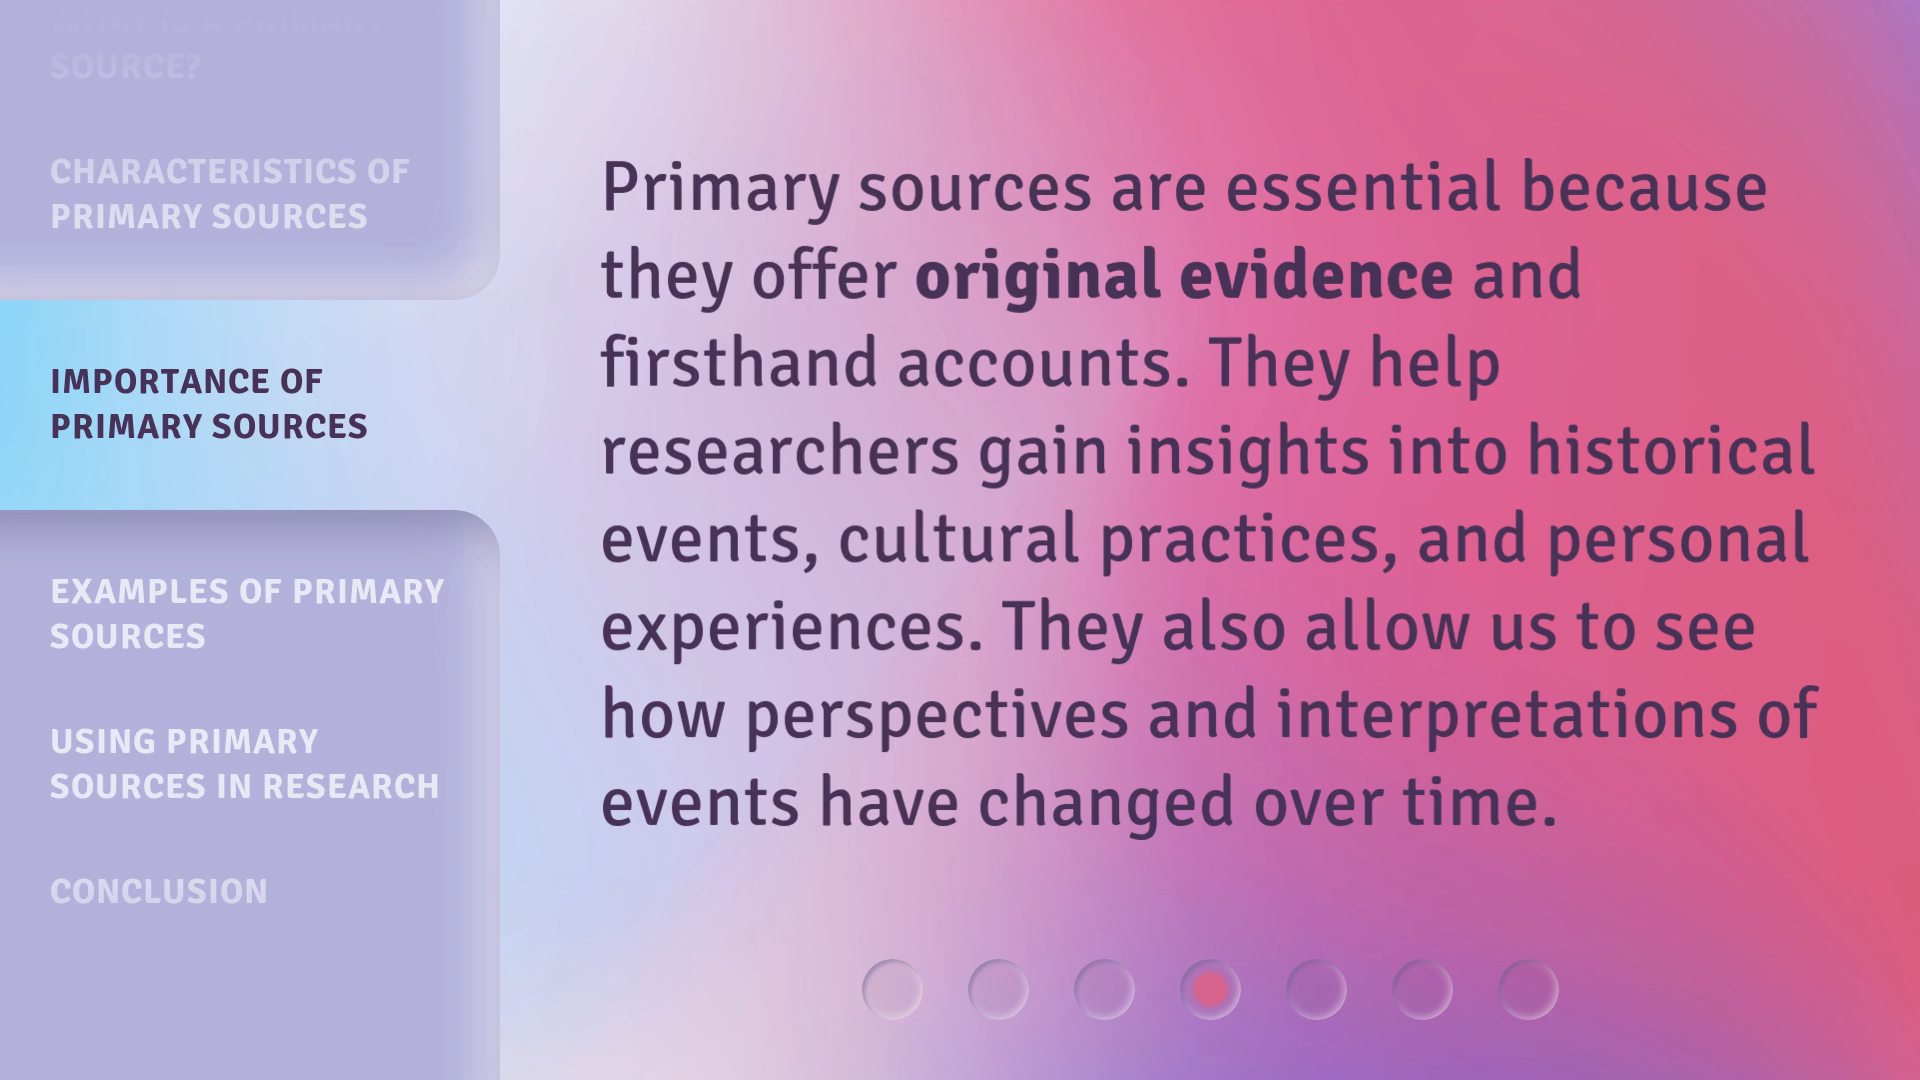 WHAT IS A PRIMARY
SOURCE?
CHARACTERISTICS OF
PRIMARY SOURCES
IMPORTANCE OF
PRIMARY SOURCES
EXAMPLES OF PRIMARY
SOURCES
USING PRIMARY
SOURCES IN RESEARCH
CONCLUSION
Primary sources are essential because
they offer original evidence and
firsthand accounts. They help
researchers gain insights into historical
events, cultural practices, and personal
experiences. They also allow us to see
how perspectives and interpretations of
events have changed over time.